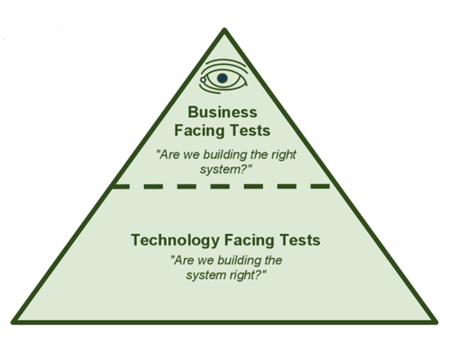 Business
Facing Tests
"Are we building the right
system?"
Technology Facing Tests
"Are we building the
system right?"